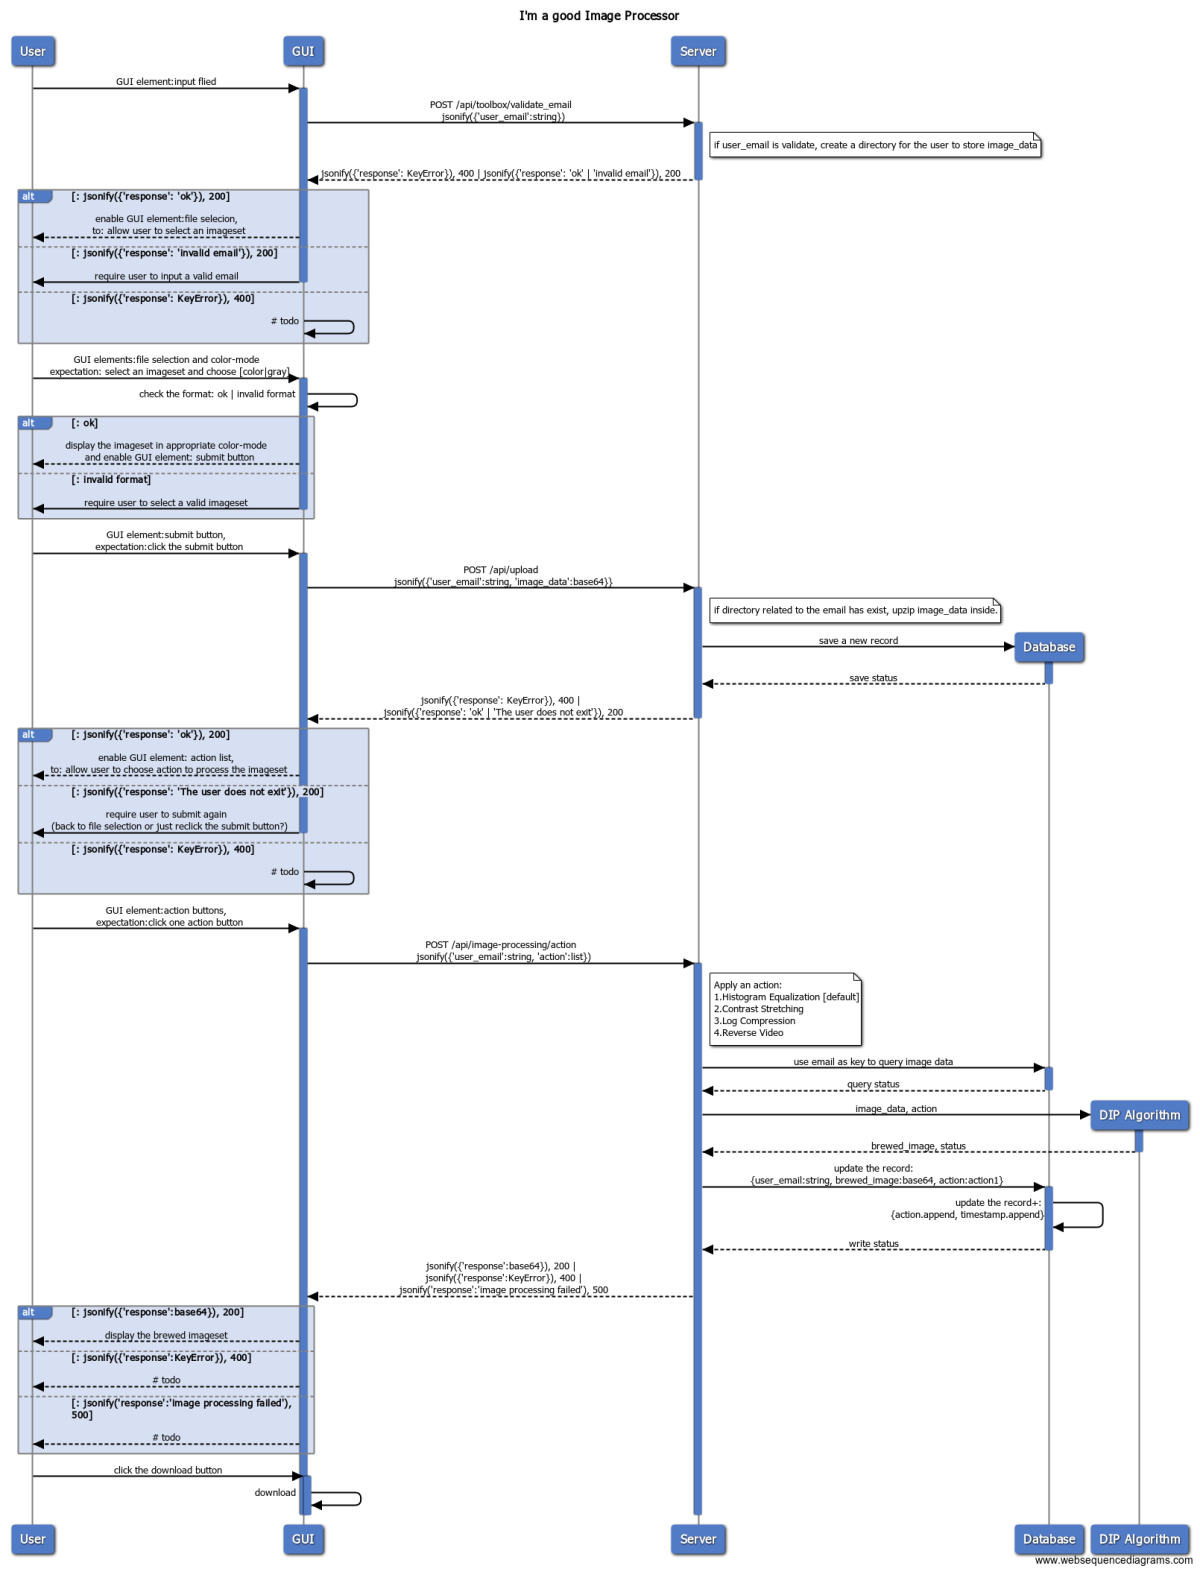 I'm a good Image Processor
User
GUI
Server
GUI element:input flied
POST /api/toolbox/validate_email
jsonify({'user_email':string})
if user_email is validate, create a directory for the user to store image_data
jsonify({'response': KeyError}), 400 | jsonify({'response': 'ok' | 'invalid email'}), 200
alt
[: jsonify({'response': 'ok'}), 200]
enable GUI element:file selecion,
to: allow user to select an imageset
[: jsonify({'response': 'invalid email'}), 200]
require user to input a valid email
[: jsonify({'response': KeyError}), 400]
# todo
GUI elements:file selection and color-mode
expectation: select an imageset and choose [color|gray]
check the format: ok | invalid format
alt
[: ok]
display the imageset in appropriate color-mode
and enable GUI element: submit button
[: invalid format]
require user to select a valid imageset
GUI element:submit button,
expectation:click the submit button
POST /api/upload
jsonify({'user_email':string, 'image_data':base64}}
if directory related to the email has exist, upzip image_data inside.
save a new record
Database
save status
jsonify({'response': KeyError}), 400 |
jsonify({'response': 'ok' | 'The user does not exit'}), 200
alt
[: jsonify({'response': 'ok'}), 200]
enable GUI element: action list,
to: allow user to choose action to process the imageset
[: jsonify({'response': 'The user does not exit'}), 200]
require user to submit again
(back to file selection or just reclick the submit button?)
[: jsonify({'response': KeyError}), 400]
# todo
GUI element:action buttons,
expectation:click one action button
POST /api/image-processing/action
jsonify({'user_email':string, 'action':list})
Apply an action:
1.Histogram Equalization [default]
2.Contrast Stretching
3.Log Compression
4.Reverse Video
use email as key to query image data
query status
image_data, action
DIP Algorithm
brewed_image, status
update the record:
{user_email:string, brewed_image:base64, action:action1}
update the record+:
{action.append, timestamp.append}
write status
jsonify({'response':base64}), 200 |
jsonify({'response':KeyError}), 400 |
jsonify('response':'image processing failed'), 500
alt
[: jsonify({'response':base64}), 200]
display the brewed imageset
[: jsonify({'response':KeyError}), 400]
# todo
[: jsonify('response':'image processing failed'),
500]
# todo
click the download button
download
User
GUI
Server
Database
DIP Algorithm
www.websequencediagrams.com